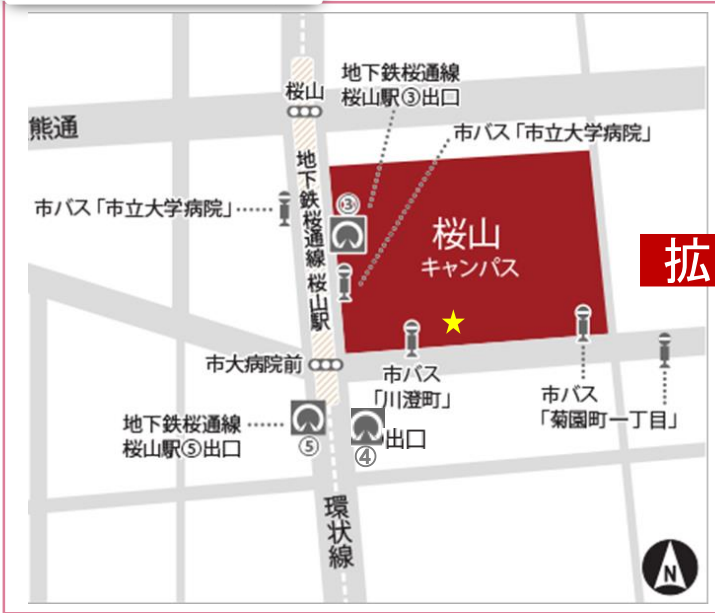 地下鉄桜通線
桜山駅③出口
桜山
熊通
市バス「市立大学病院」
地下鉄桜通線 桜山駅
市バス「市立大学病院」
③
桜山
キャンパス
拡
市大病院前
市バス
「川澄町」
市バス
「菊園町一丁目」
地下鉄桜通線
桜山駅⑤出口
⑤
出口
④
環状線
N